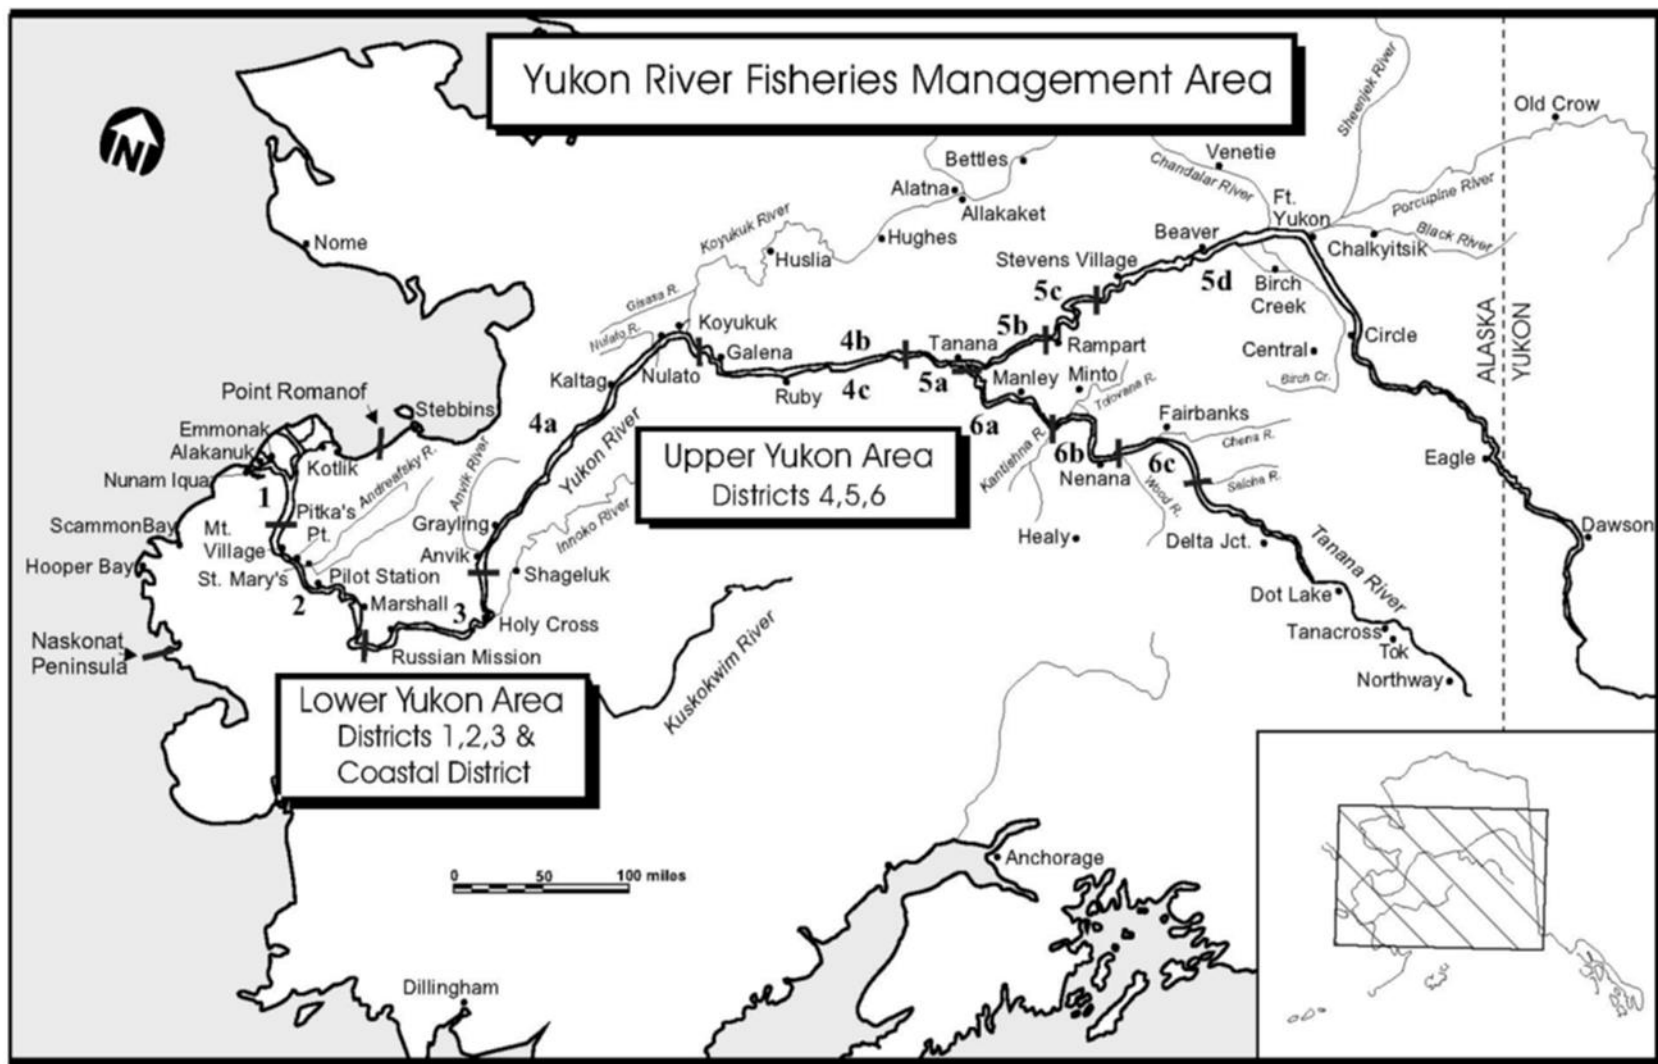 Yukon River Fisheries Management Area
N
Sheenjek River
Old Crow
Venetie
Chandalar River
Porcupine River
Bettles
Alatna
Allakaket
Hughes
Koyukuk River
Huslia
Ft.
Yukon
Black River
Chalkyitsik
Beaver
Nome
Stevens Village
5c
5d
Birch
Creek
Gisasa R.
Nulato R.
Koyukuk
Galena
Nulato
Kaltag
4b
Ruby
4c
Tanana
5a
5b
Rampart
Central
Circle
Birch Cr.
ALASKA
YUKON
Manley
Minto
Tolovana R.
Point Romanof
Stebbins
Emmonak
Alakanuk
Kotlik
Nunam Iqua
1
Andreafsky R.
Anvik River
4a
Yukon River
Upper Yukon Area
Districts 4,5,6
6a
Kantishna R.
6b
Nenana
Fairbanks
Chena R.
6c
Salcha R.
Wood R.
Eagle
Dawson
ScammonBay
Hooper Bay
Mt.
Village
Pitka's
Pt.
St. Mary's
2
Pilot Station
Grayling
Anvik
Innoko River
Shageluk
Marshall
3
Holy Cross
Russian Mission
Healy
Delta Jct.
Tanana River
Dot Lake
Tanacross
Tok
Northway
Naskonat
Peninsula
Kuskokwim River
Lower Yukon Area
Districts 1,2,3 &
Coastal District
0 50 100 miles
Anchorage
Dillingham